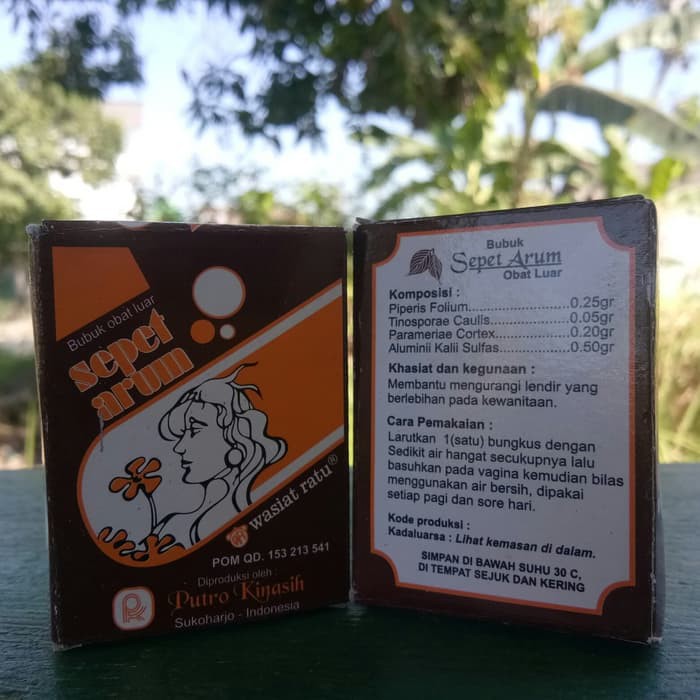 Bubuk obat luar
sepet
arum
wasiat ratu®
POM QD. 153 213 541
Diproduksi oleh :
Putro Kinasih
Sukoharjo - Indonesia
Bubuk
Sepet Arum
Obat Luar
Komposisi :
Piperis Folium..........................0.25gr
Tinosporae Caulis.....................0.05gr
Parameriae Cortex...................0.20gr
Aluminii Kalii Sulfas..................0.50gr
Khasiat dan kegunaan :
Membantu mengurangi lendir yang
berlebihan pada kewanitaan.
Cara Pemakaian :
Larutkan 1(satu) bungkus dengan
Sedikit air hangat secukupnya lalu
basuhkan pada vagina kemudian bilas
menggunakan air bersih, dipakai
setiap pagi dan sore hari.
Kode produksi :
Kadaluarsa : Lihat kemasan di dalam.
SIMPAN DI BAWAH SUHU 30 C,
DI TEMPAT SEJUK DAN KERING